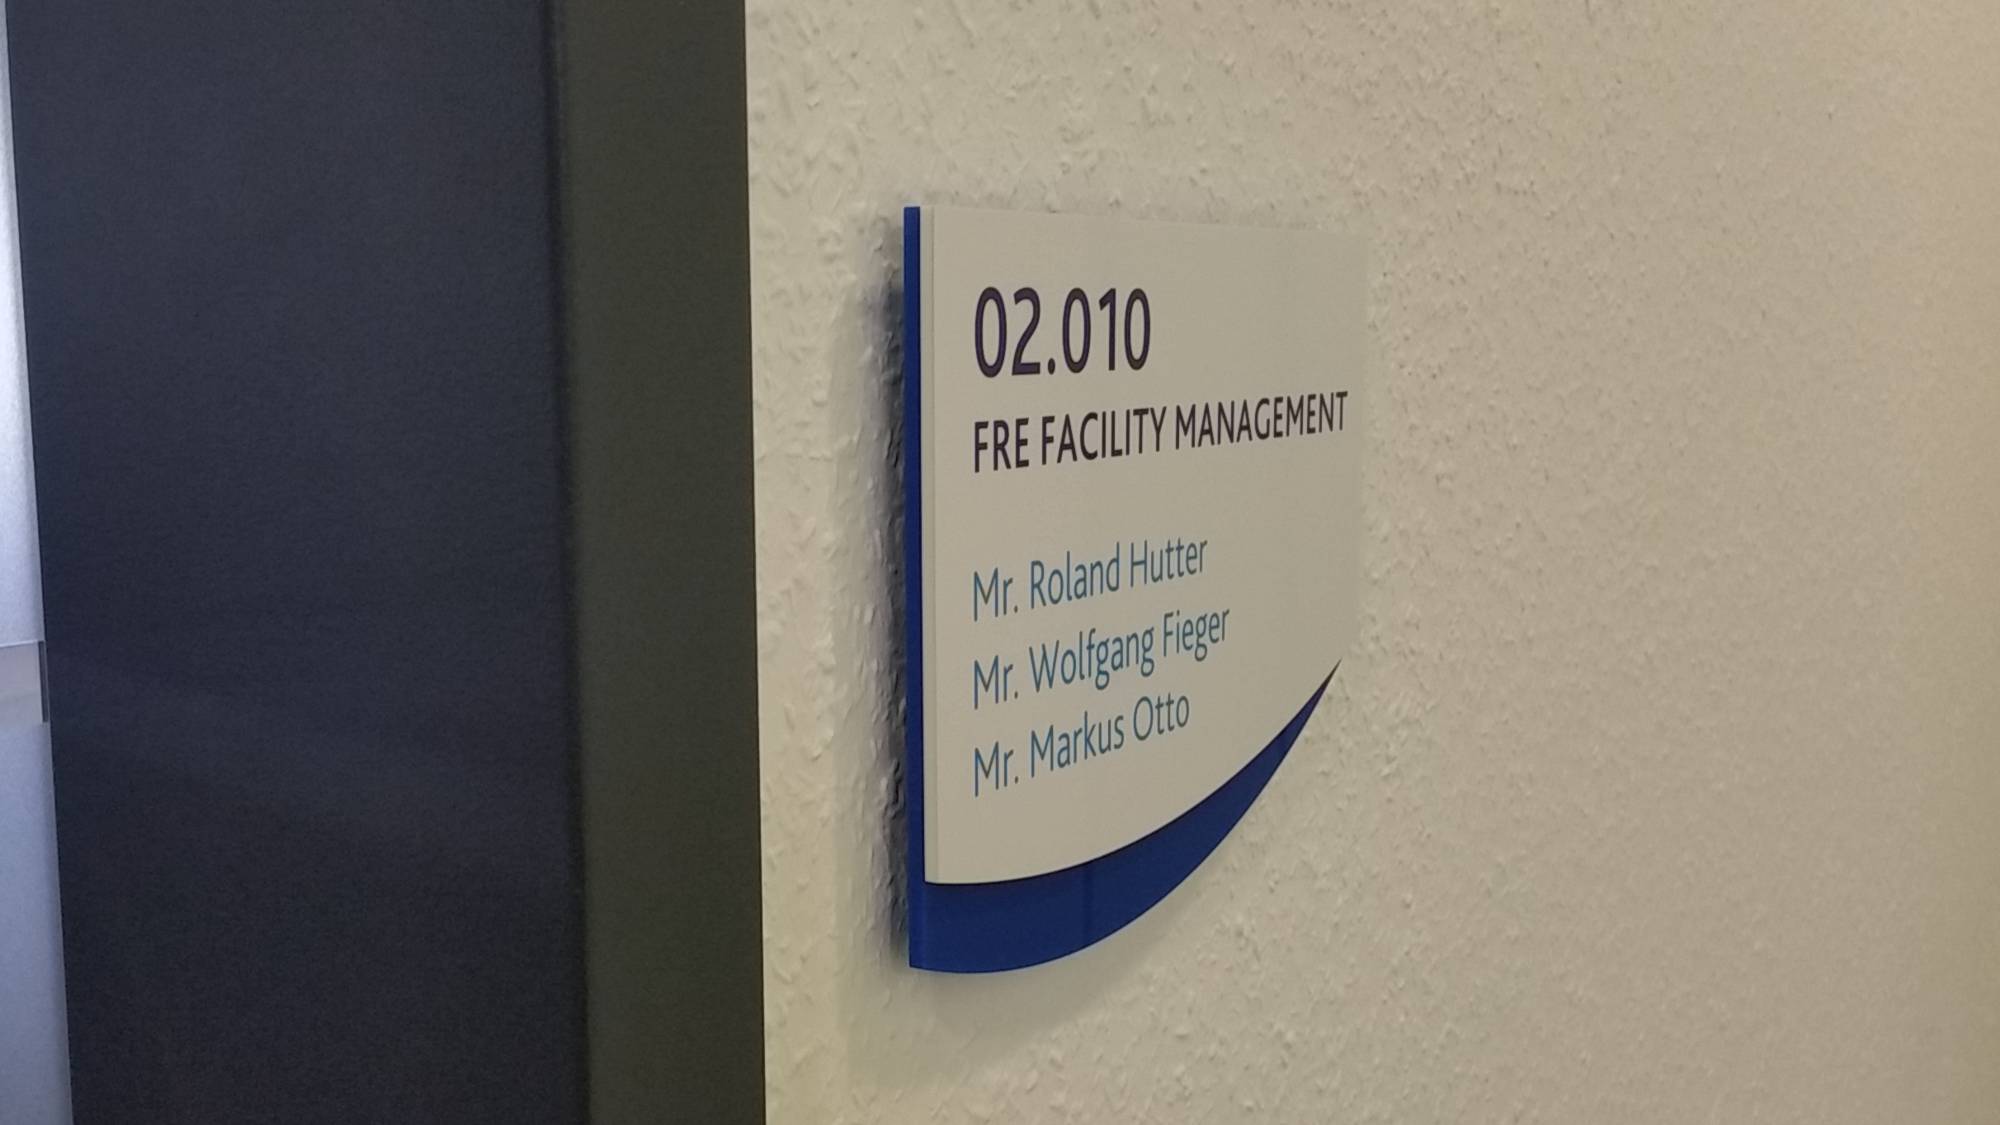 02.010
FRE FACILITY MANAGEMENT
Mr. Roland Hutter
Mr. Wolfgang Fieger
Mr. Markus Otto